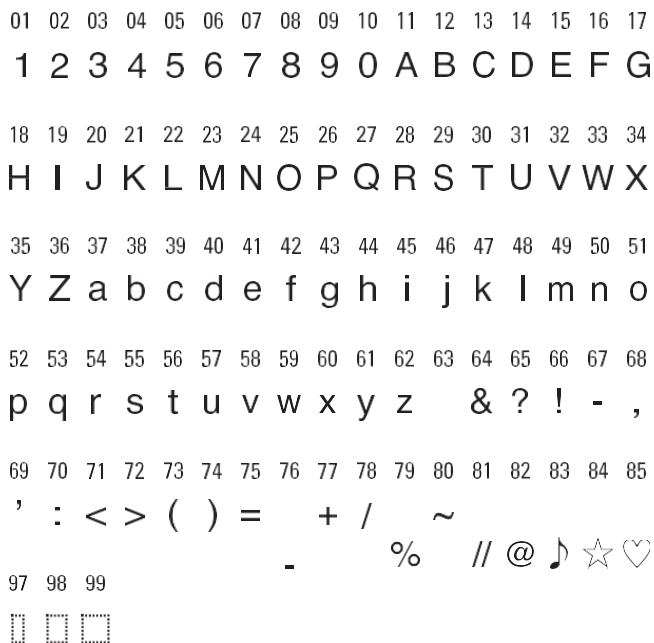 01 02 03 04 05 06 07 08 09 10 11 12 13 14 15 16 17
1 2 3 4 5 6 7 8 9 0 A B C D E F G
18 19 20 21 22 23 24 25 26 27 28 29 30 31 32 33 34
H I J K L M N O P Q R S T U V W X
35 36 37 38 39 40 41 42 43 44 45 46 47 48 49 50 51
Y Z a b c d e f g h i j k l m n o
52 53 54 55 56 57 58 59 60 61 62 63 64 65 66 67 68
p q r s t u v w x y z & ? ! - ,
69 70 71 72 73 74 75 76 77 78 79 80 81 82 83 84 85
’ : < > ( ) = _ + / % ~ // @ ♪ ☆ ♡
97 98 99